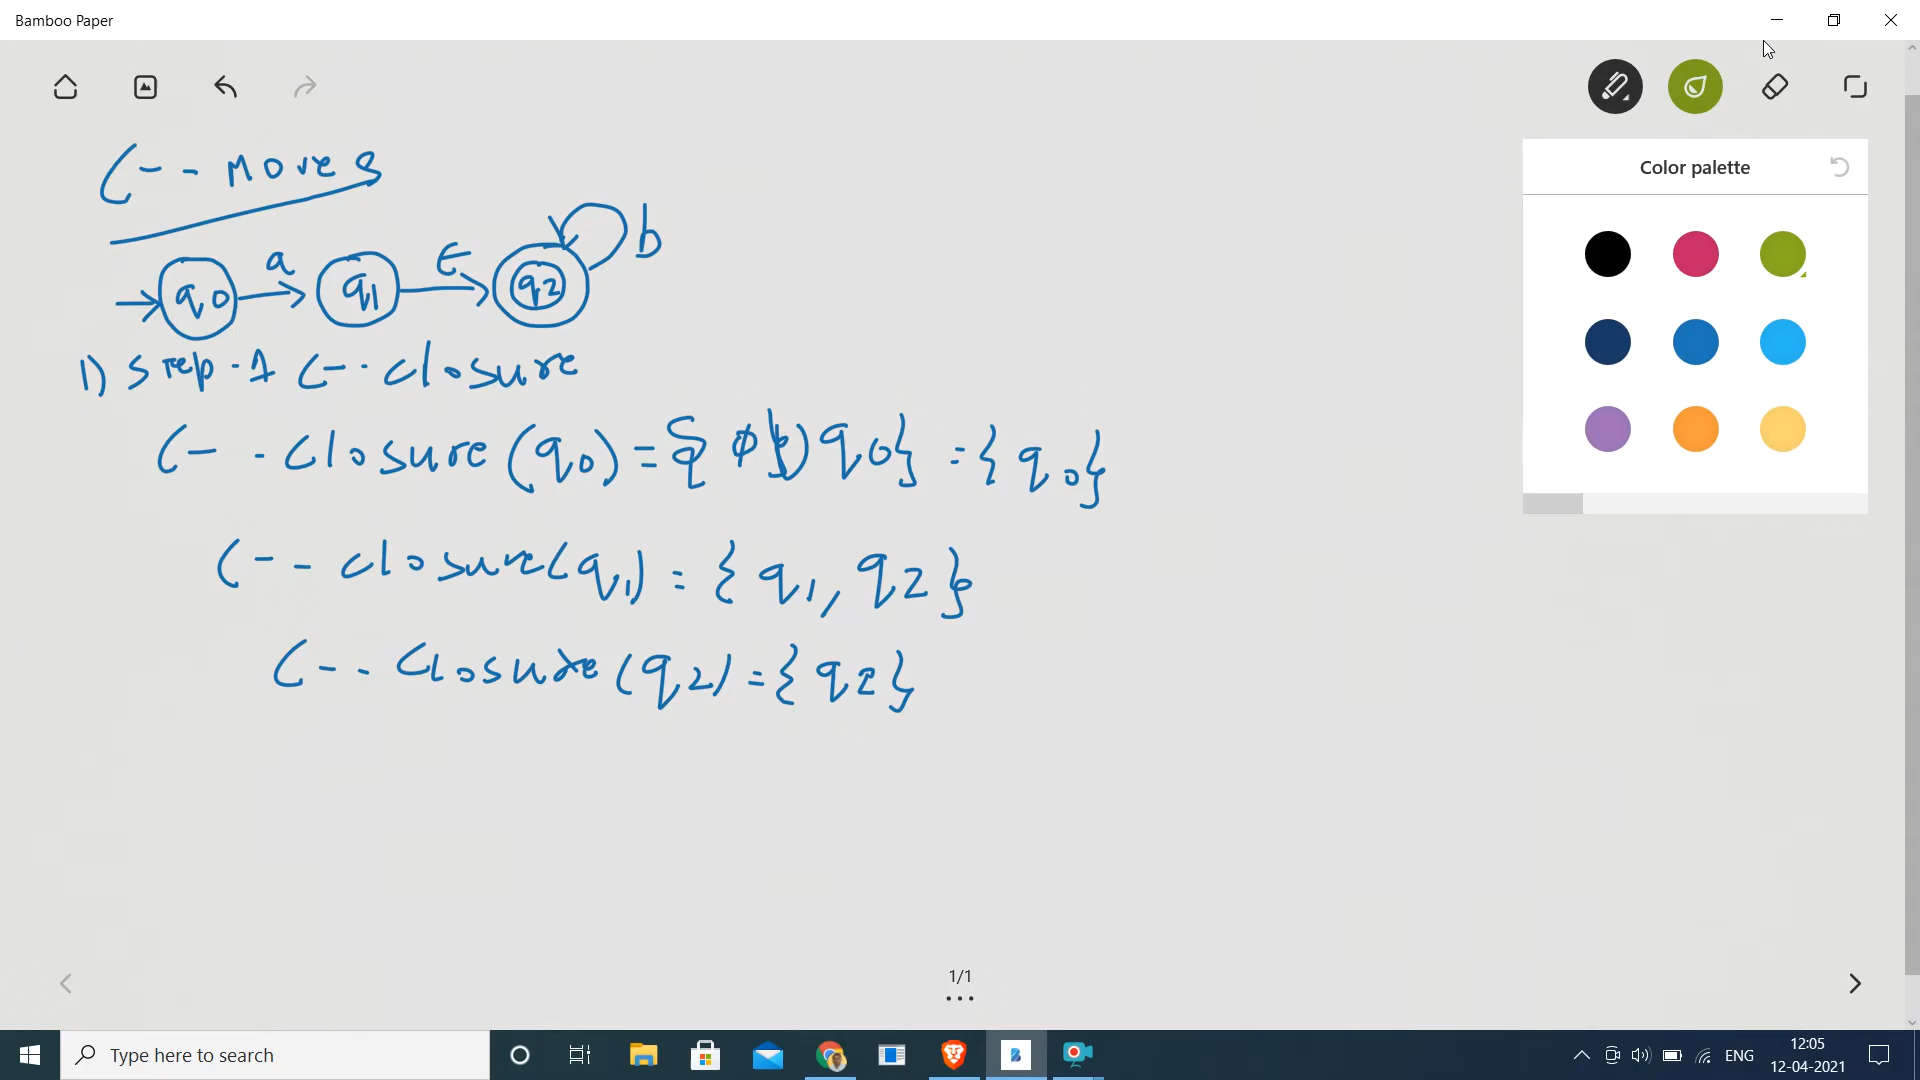 Bamboo Paper
Color palette
Є-- Moves
q0 a q1 Є q2 b
1) Step-1 Є-closure
Є--closure(q0)={ ϕ q0} ={q0}
Є--closure(q1) = {q1, q2}
Є--Closure(q2)={q2}
1/1
Type here to search
ENG
12:05
12-04-2021